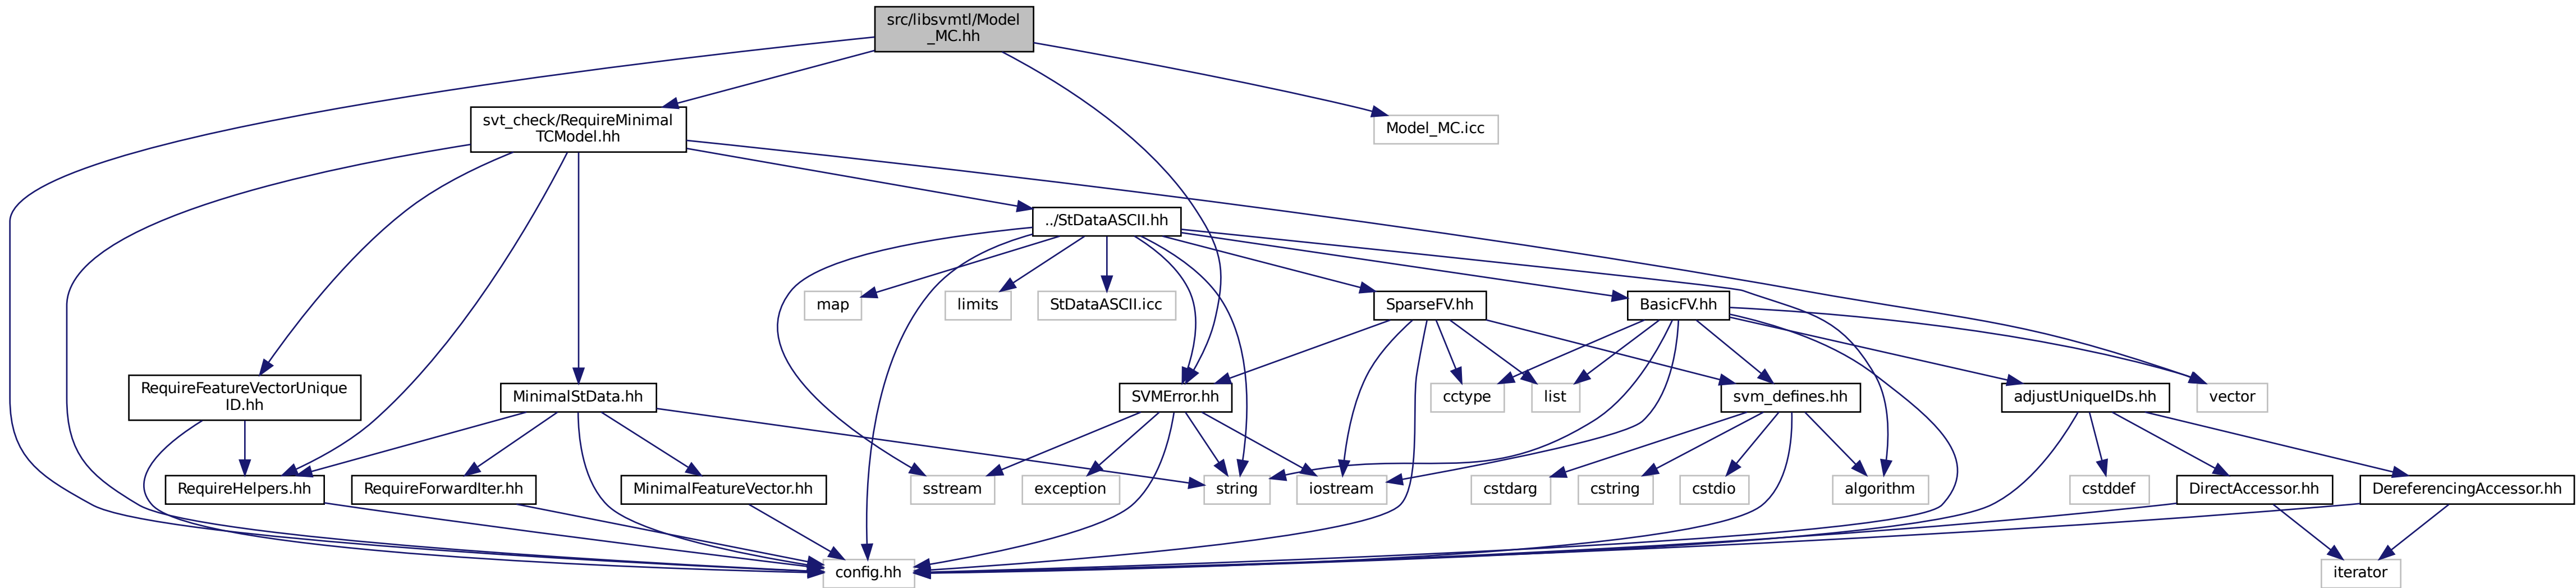 src/libsvmtl/Model
_MC.hh
svt_check/RequireMinimal
TCModel.hh
Model_MC.icc
../StDataASCII.hh
map
limits
StDataASCII.icc
SparseFV.hh
BasicFV.hh
RequireFeatureVectorUnique
ID.hh
MinimalStData.hh
SVMError.hh
cctype
list
svm_defines.hh
adjustUniqueIDs.hh
vector
RequireHelpers.hh
RequireForwardIter.hh
MinimalFeatureVector.hh
sstream
exception
string
iostream
cstdarg
cstring
cstdio
algorithm
cstddef
DirectAccessor.hh
DereferencingAccessor.hh
config.hh
iterator